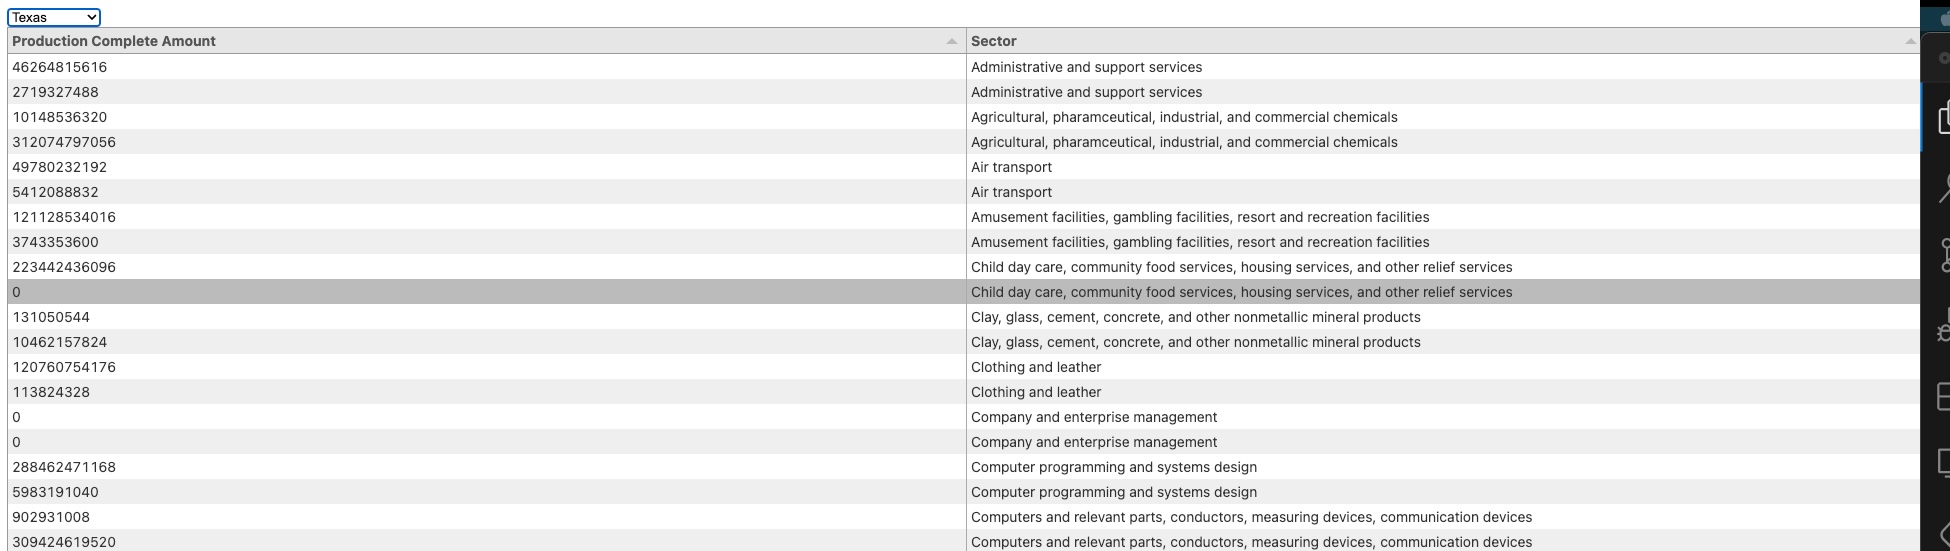 Texas
Production Complete Amount Sector
46264815616 Administrative and support services
2719327488 Administrative and support services
10148536320 Agricultural, pharamceutical, industrial, and commercial chemicals
312074797056 Agricultural, pharamceutical, industrial, and commercial chemicals
49780232192 Air transport
5412088832 Air transport
121128534016 Amusement facilities, gambling facilities, resort and recreation facilities
3743353600 Amusement facilities, gambling facilities, resort and recreation facilities
223442436096 Child day care, community food services, housing services, and other relief services
0 Child day care, community food services, housing services, and other relief services
131050544 Clay, glass, cement, concrete, and other nonmetallic mineral products
10462157824 Clay, glass, cement, concrete, and other nonmetallic mineral products
120760754176 Clothing and leather
113824328 Clothing and leather
0 Company and enterprise management
0 Company and enterprise management
288462471168 Computer programming and systems design
5983191040 Computer programming and systems design
902931008 Computers and relevant parts, conductors, measuring devices, communication devices
309424619520 Computers and relevant parts, conductors, measuring devices, communication devices